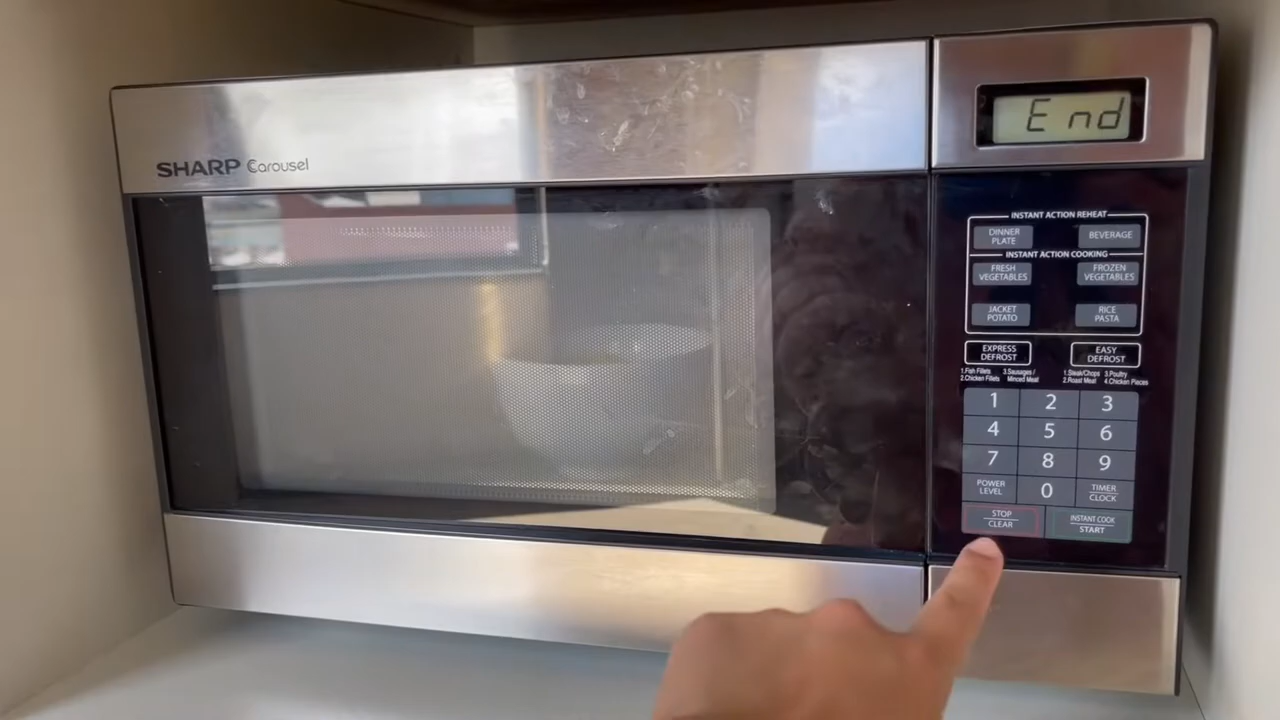 SHARP Carousel
End
INSTANT ACTION REHEAT
DINNER PLATE
BEVERAGE
INSTANT ACTION COOKING
FRESH VEGETABLES
FROZEN VEGETABLES
JACKET POTATO
RICE PASTA
EXPRESS DEFROST
EASY DEFROST
1.Fish Fillets 3.Sausages /
2.Chicken Fillets Minced Meal
1.Steak/Chops 3.Poultry
2.Roast Meat 4.Chicken Pieces
1 2 3
4 5 6
7 8 9
POWER LEVEL
0
TIMER CLOCK
STOP CLEAR
INSTANT COOK START